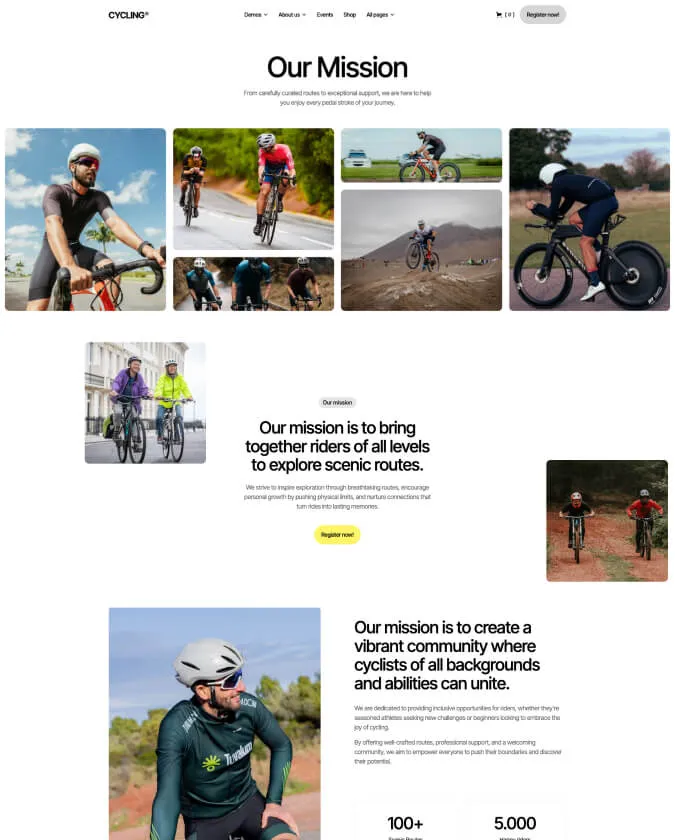 CYCLING®
Demos
About us
Events
Shop
All pages
[ 0 ]
Register now!
Our Mission
From carefully curated routes to exceptional support, we are here to help
you enjoy every pedal stroke of your journey.
Our mission
Our mission is to bring
together riders of all levels
to explore scenic routes.
We strive to inspire exploration through breathtaking routes, encourage
personal growth by pushing physical limits, and nurture connections that
turn rides into lasting memories.
Register now!
Our mission is to create a
vibrant community where
cyclists of all backgrounds
and abilities can unite.
We are dedicated to providing inclusive opportunities for riders, whether they're
seasoned athletes seeking new challenges or beginners looking to embrace the
joy of cycling.
By offering well-crafted routes, professional support, and a welcoming
community, we aim to empower everyone to push their boundaries and discover
their potential.
100+
5.000